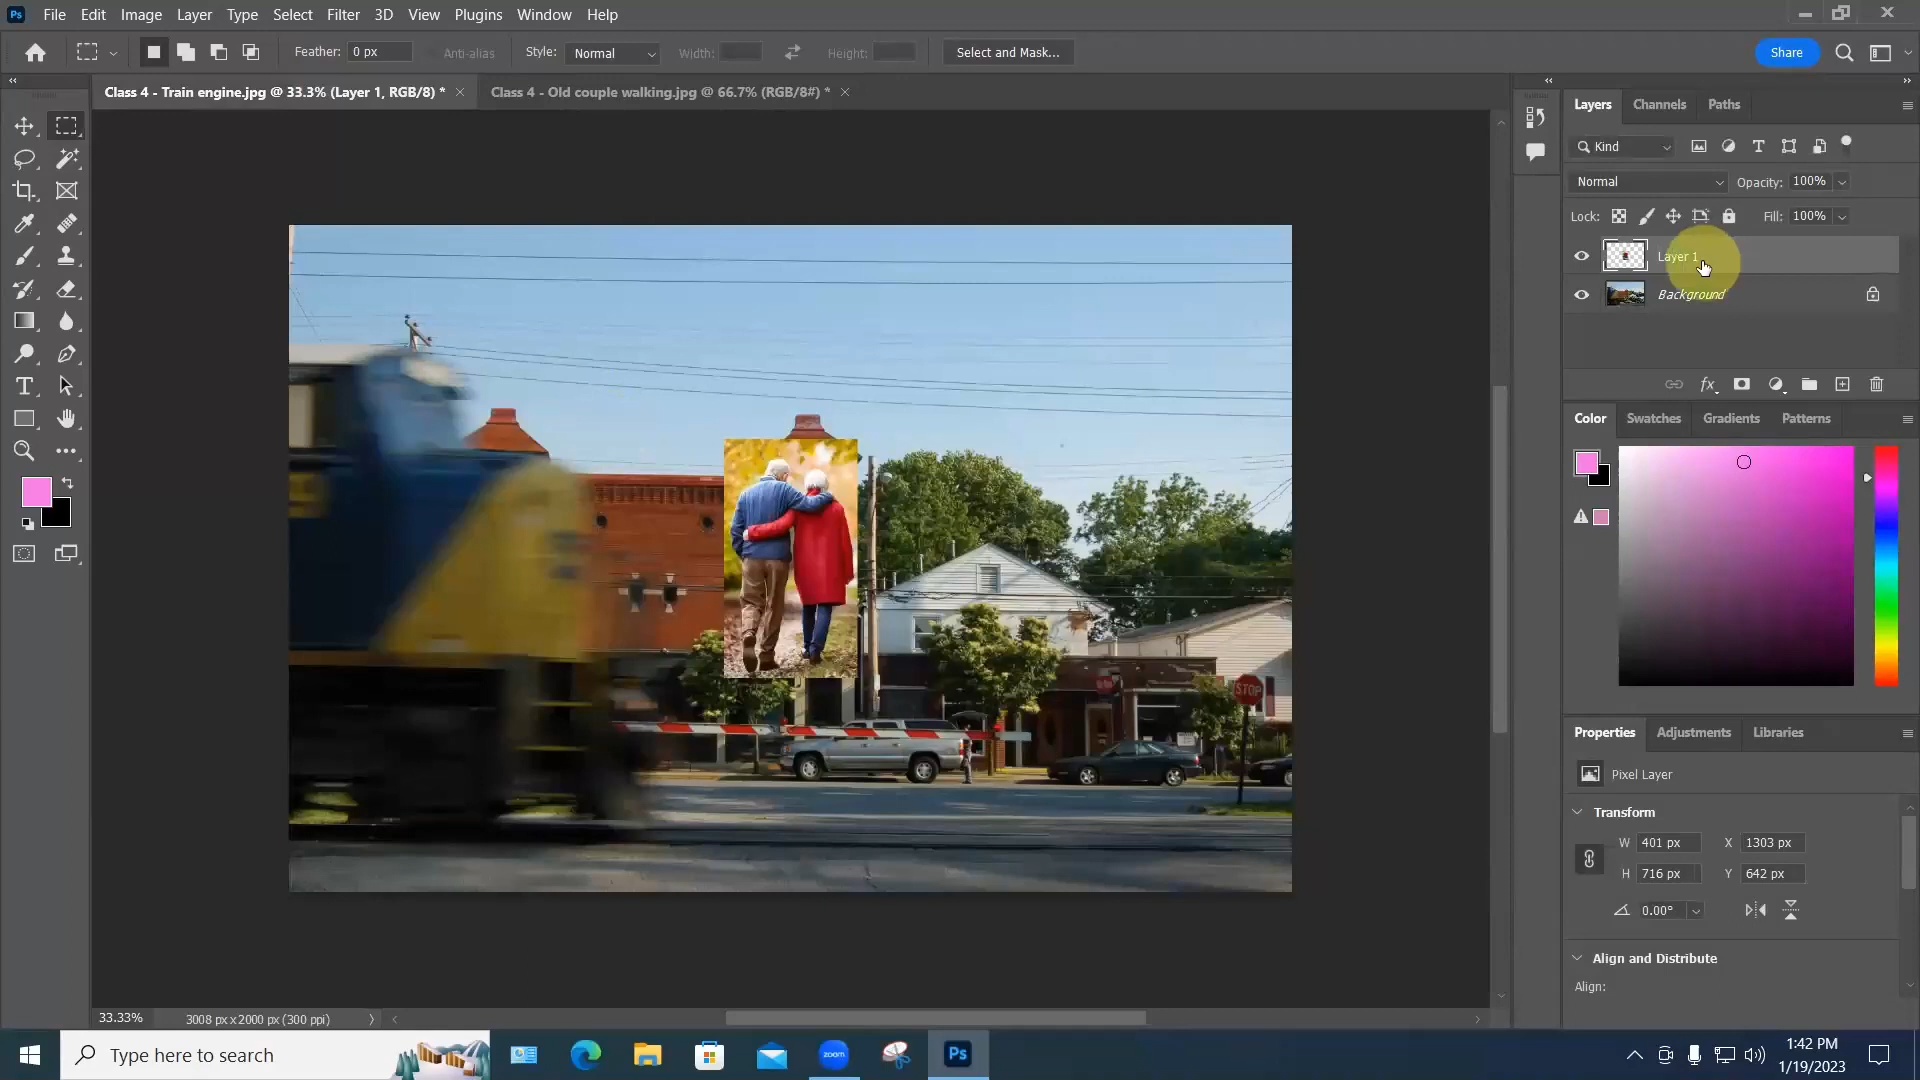 Ps File Edit Image Layer Type Select Filter 3D View Plugins Window Help
Feather: 0 px Anti-alias Style: Normal Width: Height: Select and Mask... Share
Class 4 - Train engine.jpg @ 33.3% (Layer 1, RGB/8) * Class 4 - Old couple walking.jpg @ 66.7% (RGB/8#) *
Layers Channels Paths
Kind
Normal Opacity: 100%
Lock: Fill: 100%
Layer 1
Background
fx
Color Swatches Gradients Patterns
STOP
Properties Adjustments Libraries
Pixel Layer
Transform
W 401 px X 1303 px
H 716 px Y 642 px
0.00°
Align and Distribute
Align:
33.33% 3008 px x 2000 px (300 ppi)
Type here to search
zoom
Ps
1:42 PM
1/19/2023